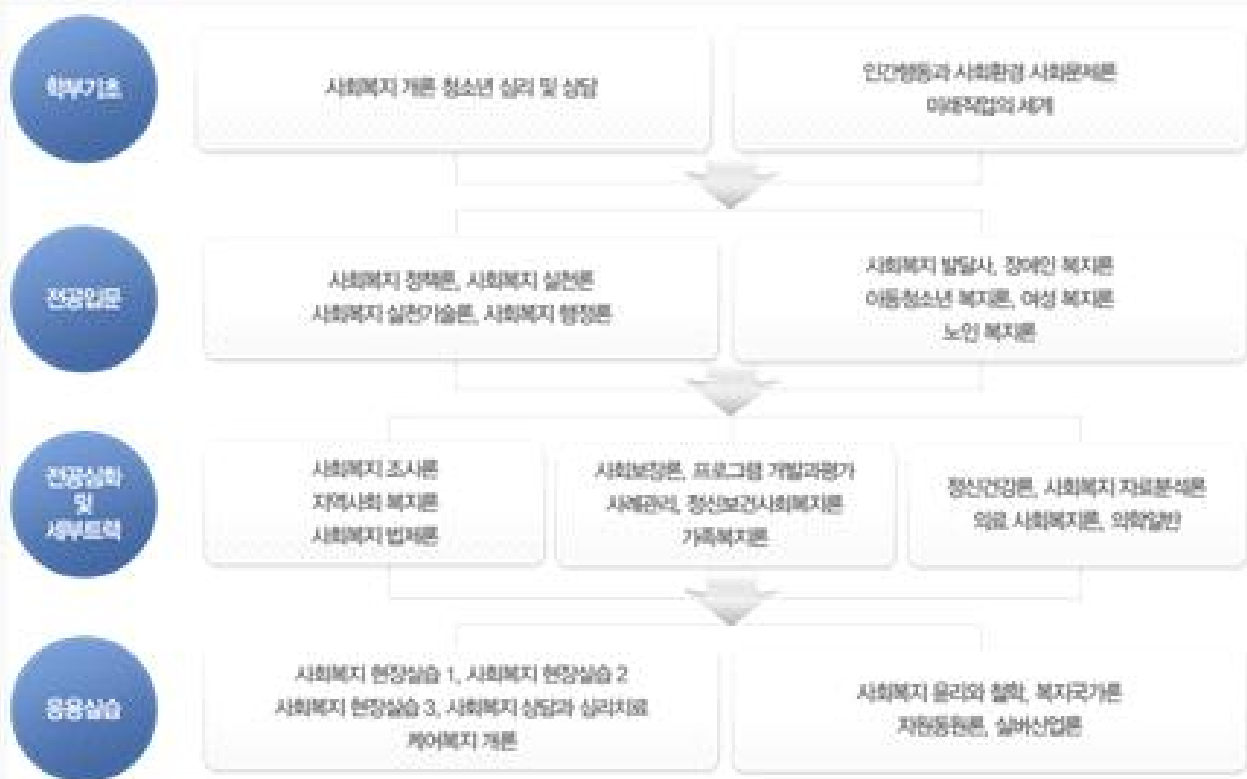 학부기초
사회복지 개론 청소년 심리 및 상담
인간행동과 사회환경 사회문제론
미래직업의 세계
전공입문
사회복지 정책론, 사회복지 실천론
사회복지 실천기술론, 사회복지 행정론
사회복지 발달사, 장애인 복지론
아동청소년 복지론, 여성 복지론
노인 복지론
전공심화
및
세부트랙
사회복지 조사론
지역사회 복지론
사회복지 법제론
사회보장론, 프로그램 개발과평가
사례관리, 정신보건사회복지론
가족복지론
정신건강론, 사회복지 자료분석론
의료 사회복지론, 의학일반
응용실습
사회복지 현장실습 1, 사회복지 현장실습 2
사회복지 현장실습 3, 사회복지 상담과 심리치료
케어복지 개론
사회복지 윤리와 철학, 복지국가론
자원동원론, 실버산업론